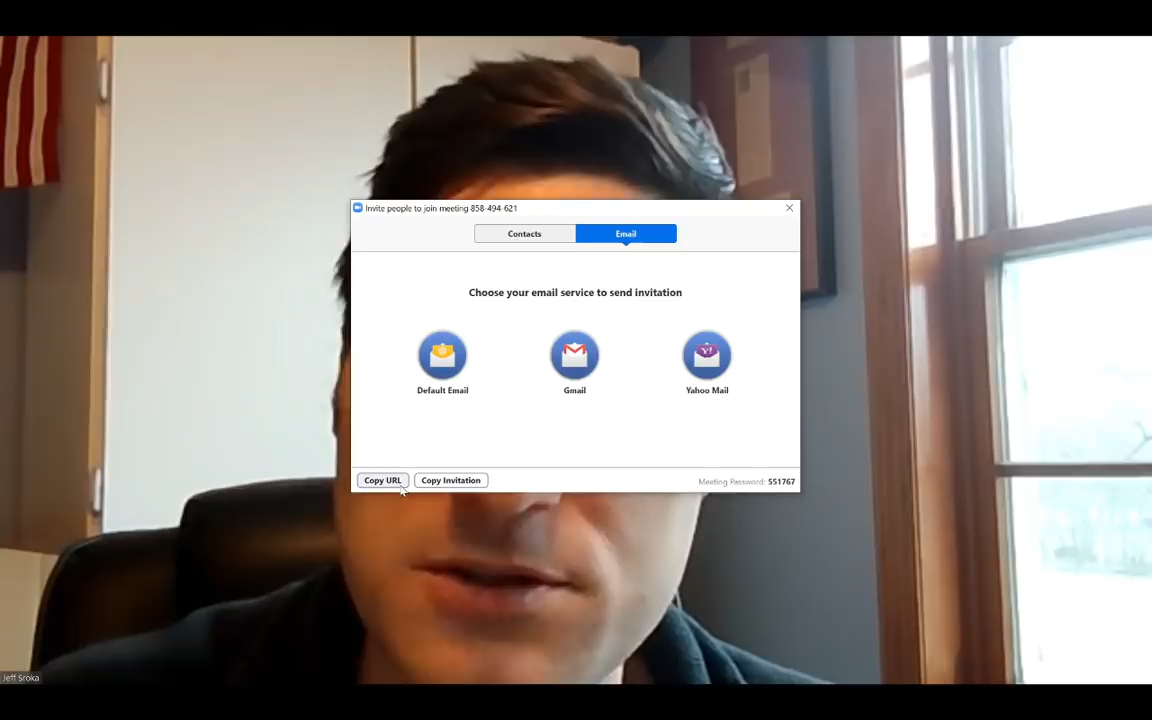 Invite people to join meeting 858-494-621
Contacts
Email
Choose your email service to send invitation
Default Email
Gmail
Yahoo Mail
Copy URL
Copy Invitation
Meeting Password: 551767
Jeff Sroka